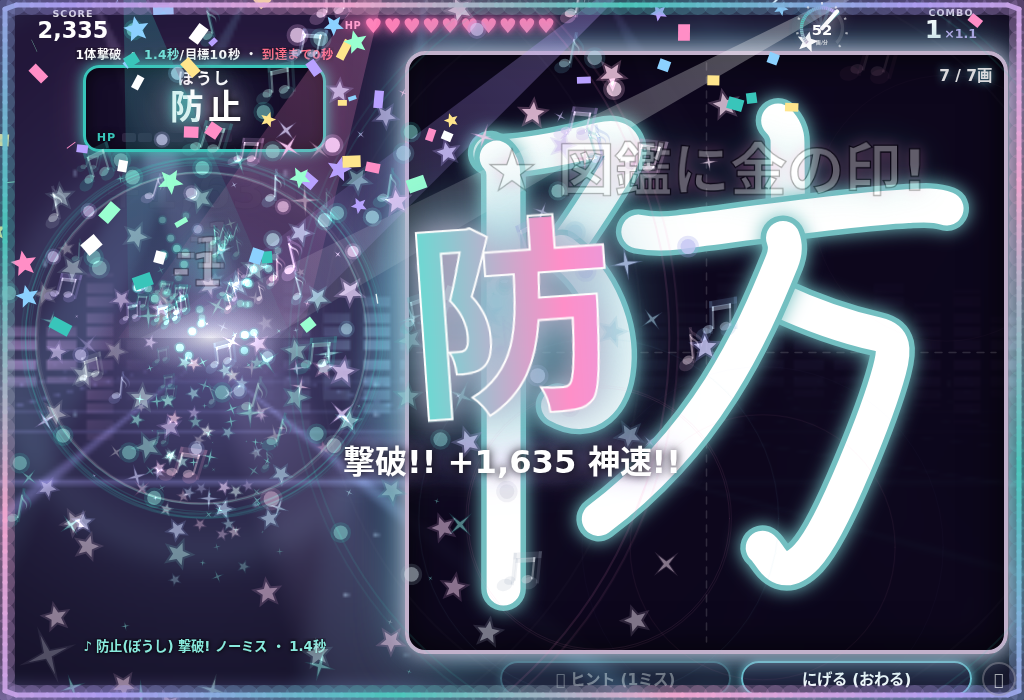 SCORE
2,335
HP
52
COMBO
1 ×1.1
1体撃破 ・ 1.4秒/目標10秒 ・ 到達まで0秒
ぼうし
防止
HP
7 / 7画
★ 図鑑に金の印!
防
防
撃破!! +1,635 神速!!
♪ 防止(ぼうし) 撃破! ノーミス ・ 1.4秒
ヒント (1ミス)
にげる (おわる)